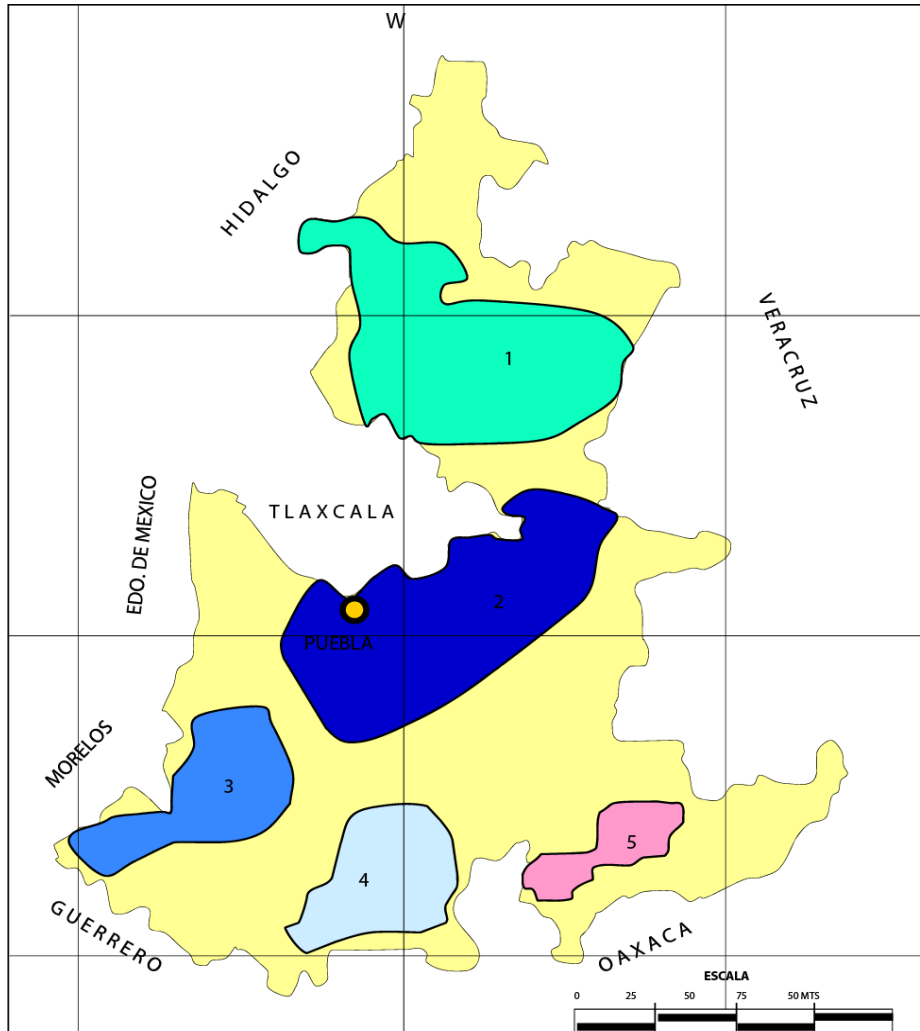 W
HIDALGO
VERACRUZ
1
EDO. DE MEXICO
TLAXCALA
2
PUEBLA
MORELOS
3
4
5
GUERRERO
OAXACA
ESCALA
0 25 50 75 50 MTS